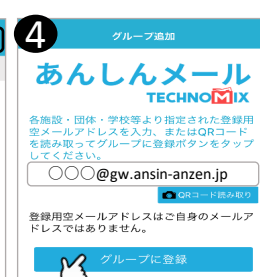 4
グループ追加
あんしんメール
TECHNOMIX
各施設・団体・学校等より指定された登録用
空メールアドレスを入力、またはQRコード
を読み取ってグループに登録ボタンをタップ
してください。
○○○@gw.ansin-anzen.jp
QRコード読み取り
登録用空メールアドレスはご自身のメールア
ドレスではありません。
グループに登録